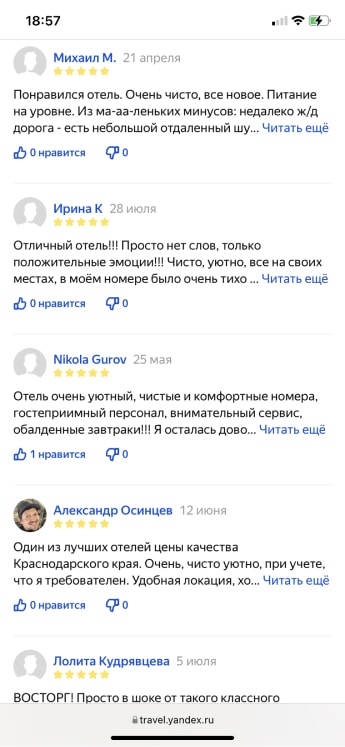 18:57
Михаил М. 21 апреля
Понравился отель. Очень чисто, все новое. Питание
на уровне. Из ма-аа-леньких минусов: недалеко ж/д
дорога - есть небольшой отдаленный шу... Читать ещё
0 нравится 0
Ирина К 28 июля
Отличный отель!!! Просто нет слов, только
положительные эмоции!!! Чисто, уютно, все на своих
местах, в моём номере было очень тихо ... Читать ещё
0 нравится 0
Nikola Gurov 25 мая
Отель очень уютный, чистые и комфортные номера,
гостеприимный персонал, внимательный сервис,
обалденные завтраки!!! Я осталась дово... Читать ещё
1 нравится 0
Александр Осинцев 12 июня
Один из лучших отелей цены качества
Краснодарского края. Очень, чисто уютно, при учете,
что я требователен. Удобная локация, хо... Читать ещё
0 нравится 0
Лолита Кудрявцева 5 июля
ВОСТОРГ! Просто в шоке от такого классного
travel.yandex.ru